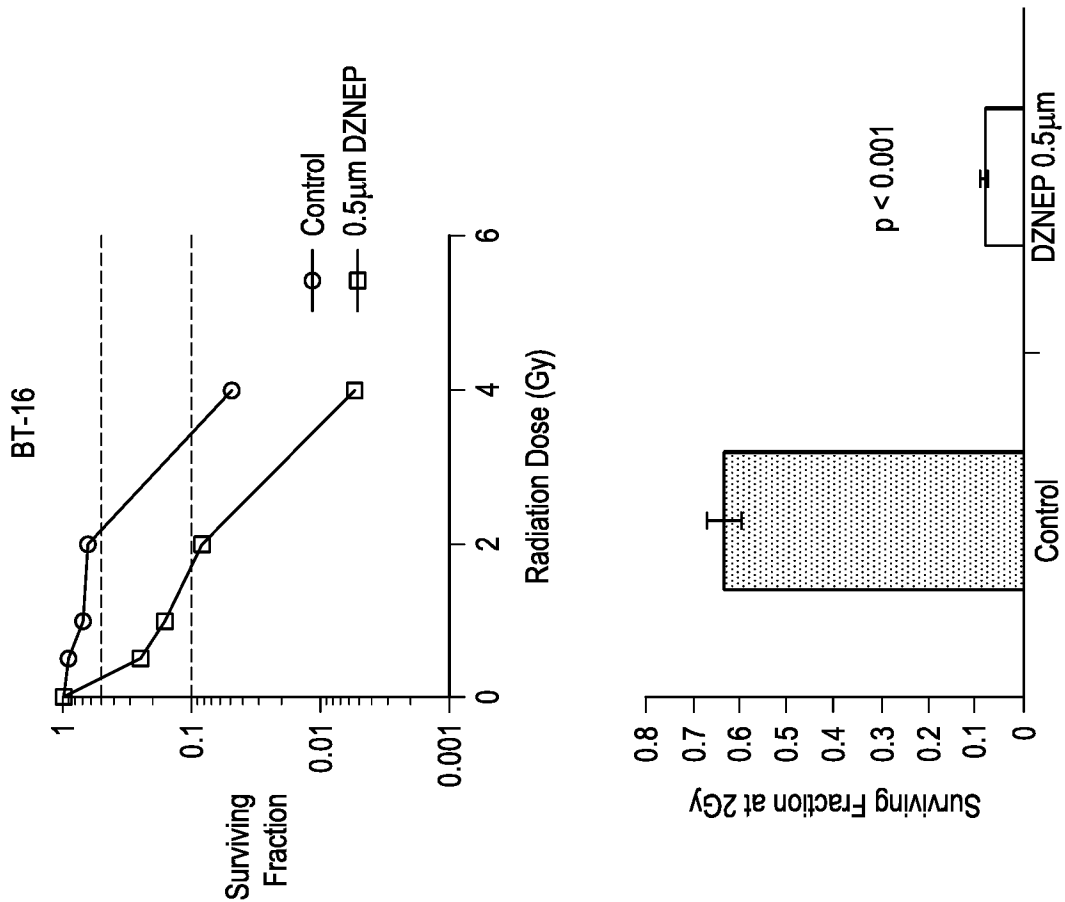 BT-16
Surviving
Fraction
1
0.1
0.01
0.001
0
2
4
6
Radiation Dose (Gy)
Control
0.5μm DZNEP
Surviving Fraction at 2Gy
0.8
0.7
0.6
0.5
0.4
0.3
0.2
0.1
0
p < 0.001
Control
DZNEP 0.5μm